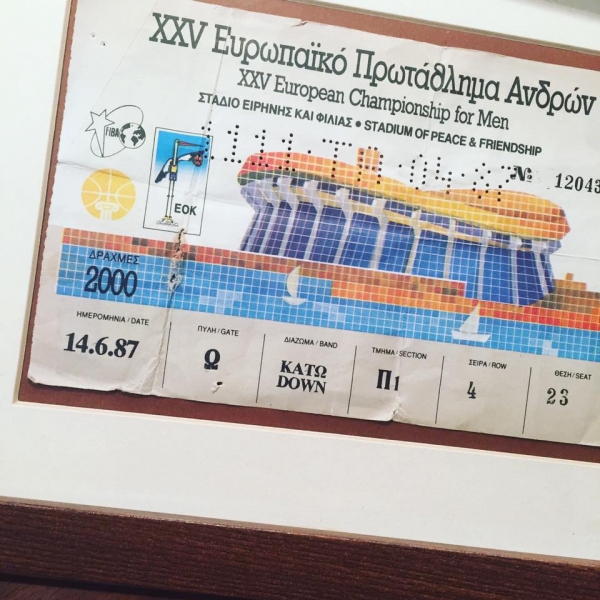 XXV Ευρωπαϊκό Πρωτάθλημα Ανδρών
XXV European Championship for Men
ΣΤΑΔΙΟ ΕΙΡΗΝΗΣ ΚΑΙ ΦΙΛΙΑΣ • STADIUM OF PEACE & FRIENDSHIP
FIBA
№ 12043
ΕΟΚ
ΔΡΑΧΜΕΣ
2000
ΗΜΕΡΟΜΗΝΙΑ / DATE
14.6.87
ΠΥΛΗ / GATE
Ω
ΔΙΑΖΩΜΑ / BAND
ΚΑΤΩ
DOWN
ΤΜΗΜΑ / SECTION
Π1
ΣΕΙΡΑ / ROW
4
ΘΕΣΗ / SEAT
23